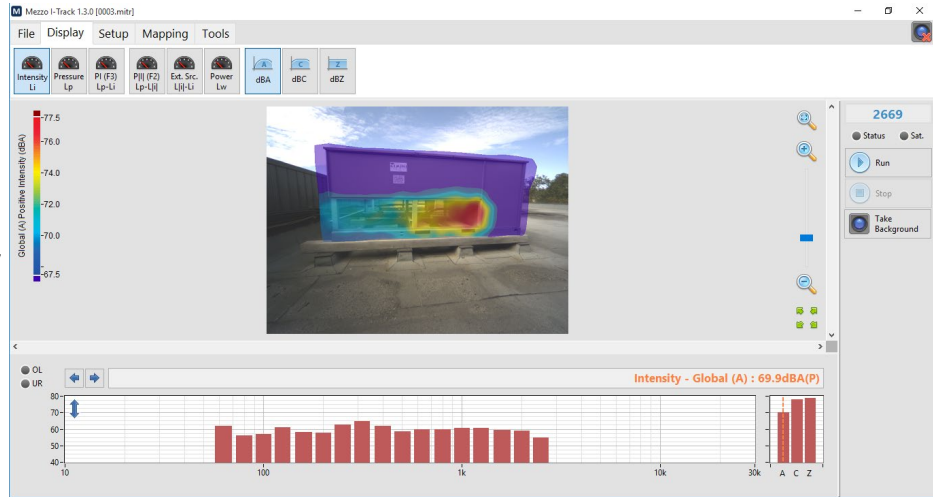 M Mezzo I-Track 1.3.0 [0003.mitr]
File Display Setup Mapping Tools
Intensity Li
Pressure Lp
PI (F3) Lp-Li
P|I| (F2) Lp-L|i|
Ext. Src. L|i|-Li
Power Lw
A dBA
C dBC
Z dBZ
Global (A) Positive Intensity (dBA)
77.5
76.0
74.0
72.0
70.0
67.5
2669
Status Sat.
Run
Stop
Take
Background
OL
UR
Intensity - Global (A) : 69.9dBA(P)
80
70
60
50
40
10 100 1k 10k 30k
A C Z